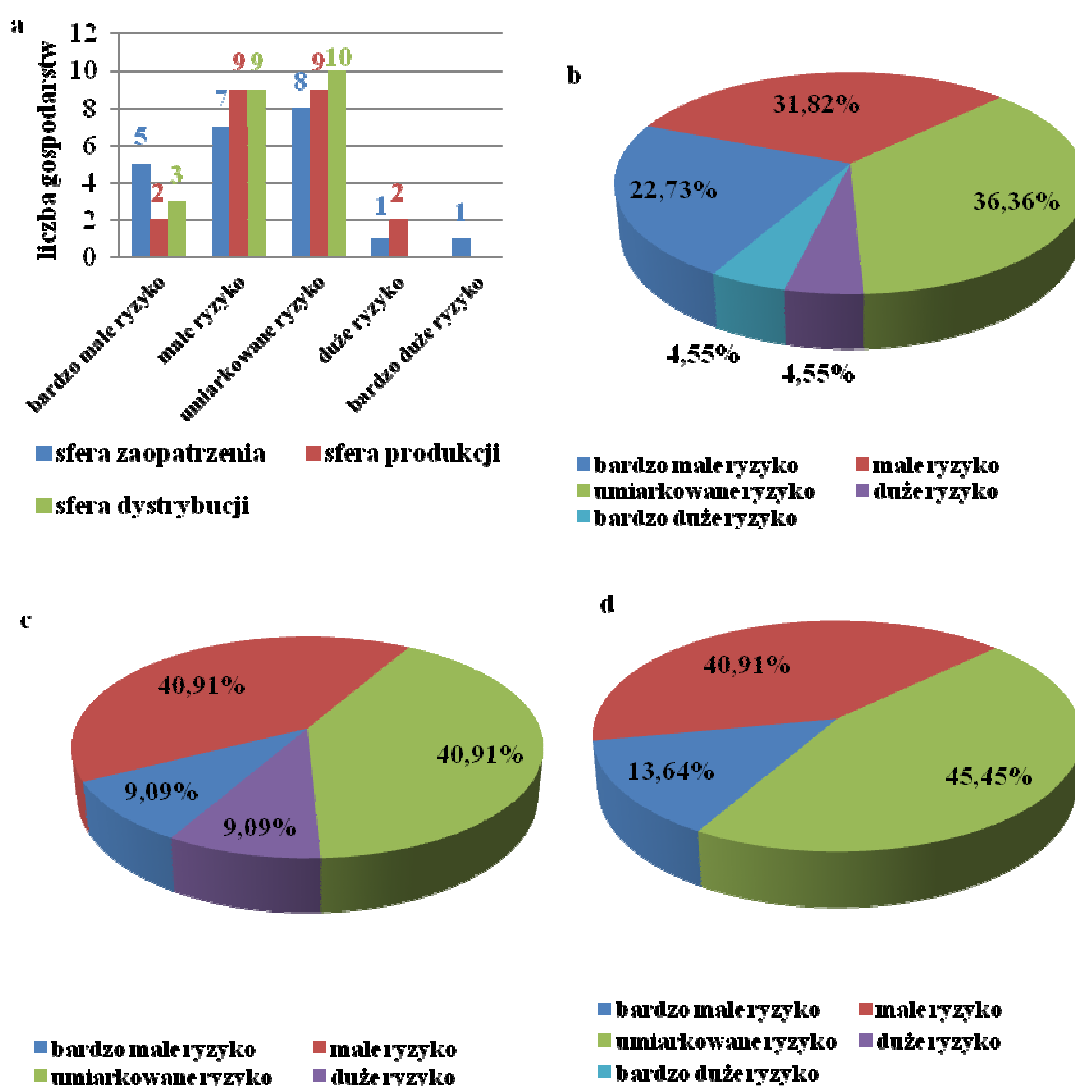 a
liczba gospodarstw
12
10
8
6
4
2
0
5 2 3
7 9 9
8 9 10
1 2
1
bardzo małe ryzyko
małe ryzyko
umiarkowane ryzyko
duże ryzyko
bardzo duże ryzyko
sfera zaopatrzenia sfera produkcji
sfera dystrybucji
b
31,82%
22,73%
36,36%
4,55%
4,55%
bardzo małe ryzyko małe ryzyko
umiarkowane ryzyko duże ryzyko
bardzo duże ryzyko
c
40,91%
40,91%
9,09%
9,09%
bardzo małe ryzyko małe ryzyko
umiarkowane ryzyko duże ryzyko
d
40,91%
13,64%
45,45%
bardzo małe ryzyko małe ryzyko
umiarkowane ryzyko duże ryzyko
bardzo duże ryzyko